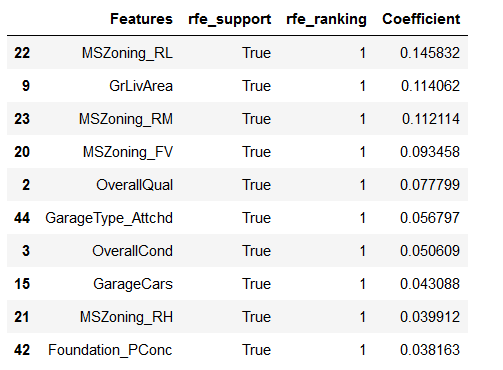 Features rfe_support rfe_ranking Coefficient
22 MSZoning_RL True 1 0.145832
9 GrLivArea True 1 0.114062
23 MSZoning_RM True 1 0.112114
20 MSZoning_FV True 1 0.093458
2 OverallQual True 1 0.077799
44 GarageType_Attchd True 1 0.056797
3 OverallCond True 1 0.050609
15 GarageCars True 1 0.043088
21 MSZoning_RH True 1 0.039912
42 Foundation_PConc True 1 0.038163